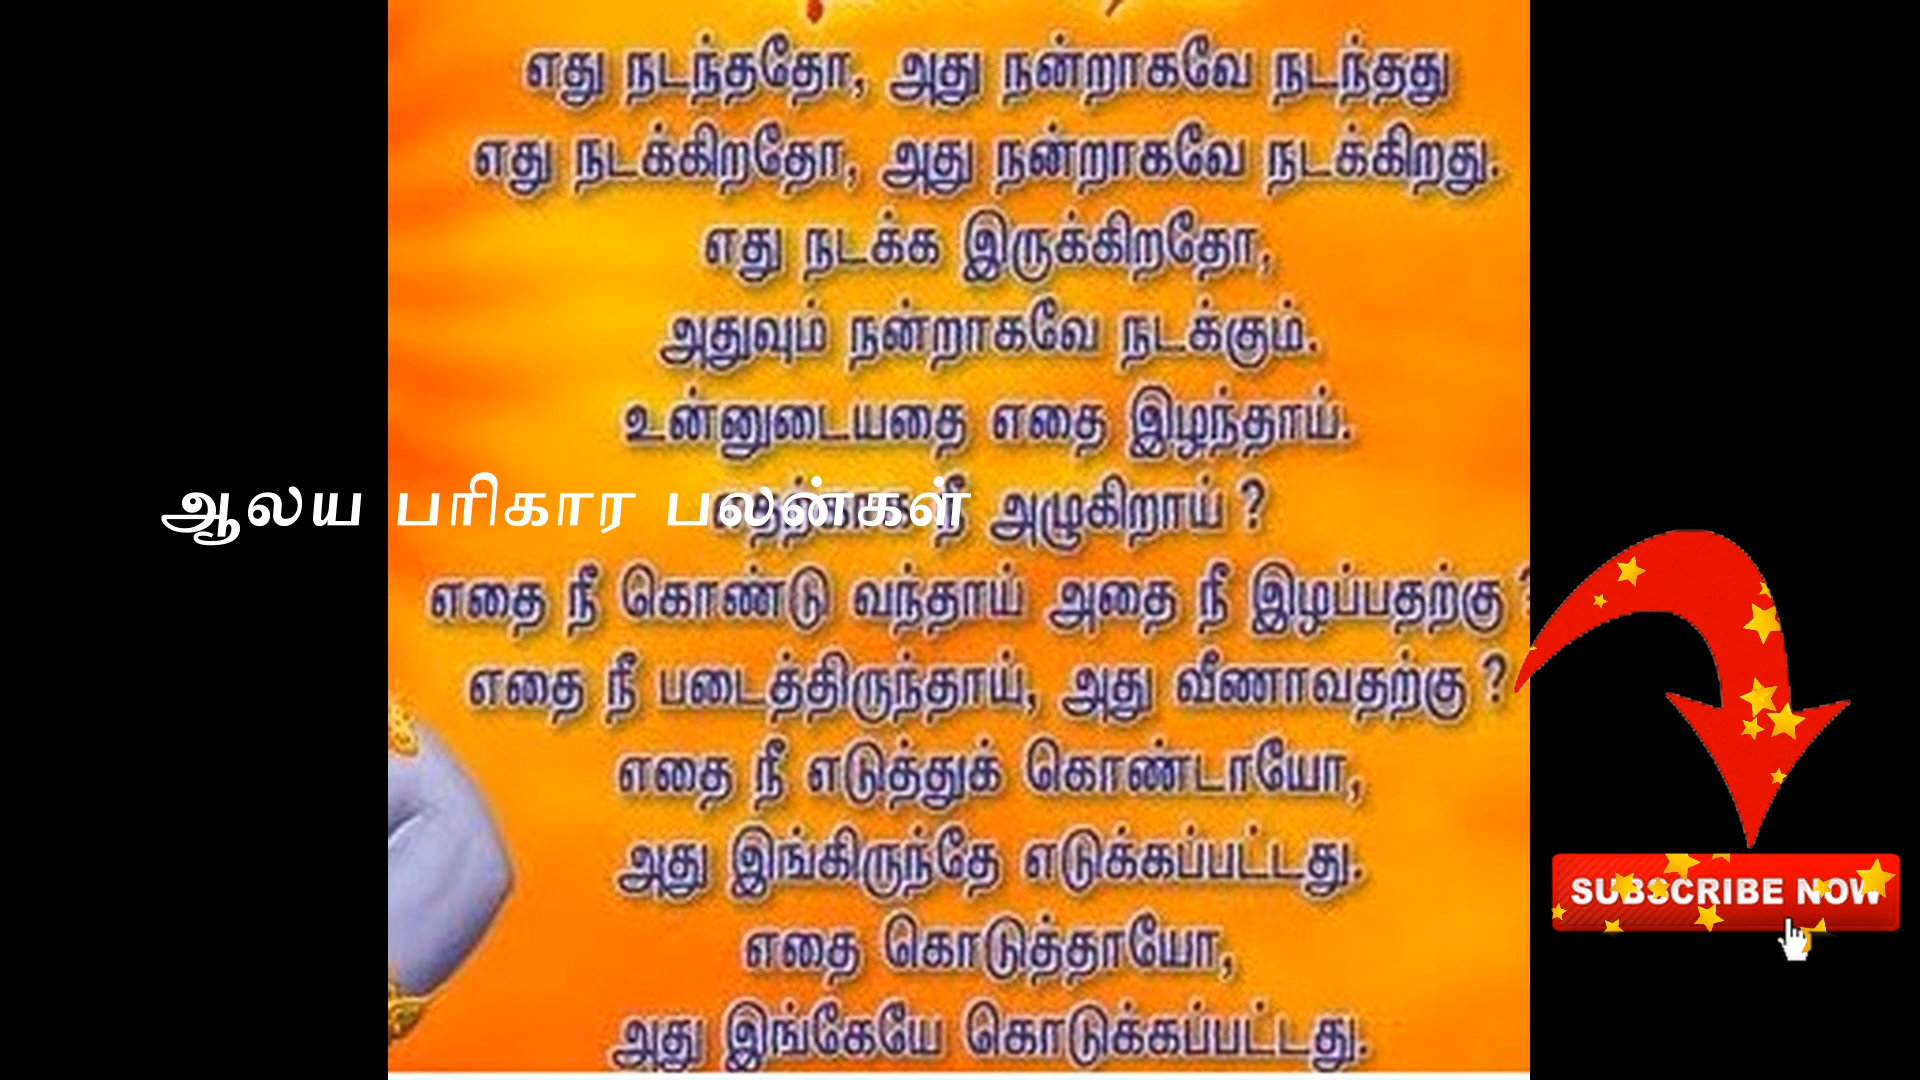 எது நடந்ததோ, அது நன்றாகவே நடந்தது
எது நடக்கிறதோ, அது நன்றாகவே நடக்கிறது.
எது நடக்க இருக்கிறதோ,
அதுவும் நன்றாகவே நடக்கும்.
உன்னுடையதை எதை இழந்தாய்.
ஆலய பரிகார பலன்கள்
நீ அழுகிறாய் ?
எதை நீ கொண்டு வந்தாய் அதை நீ இழப்பதற்கு ?
எதை நீ படைத்திருந்தாய், அது வீணாவதற்கு ?
எதை நீ எடுத்துக் கொண்டாயோ,
அது இங்கிருந்தே எடுக்கப்பட்டது.
எதை கொடுத்தாயோ,
அது இங்கேயே கொடுக்கப்பட்டது.
SUBSCRIBE NOW